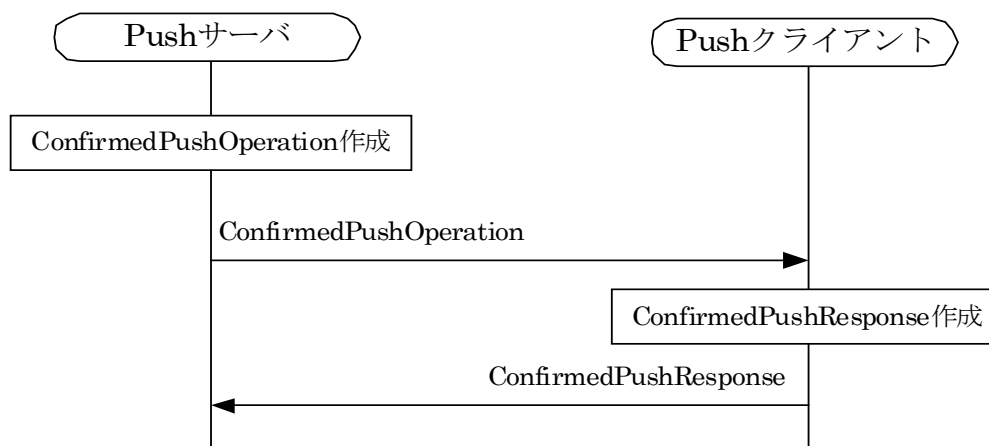 Pushサーバ
Pushクライアント
ConfirmedPushOperation作成
ConfirmedPushOperation
ConfirmedPushResponse作成
ConfirmedPushResponse